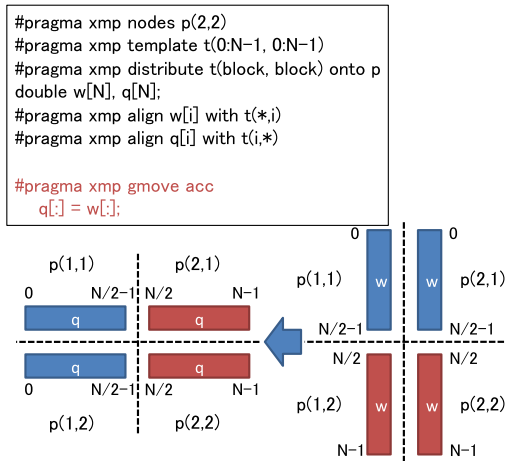 #pragma xmp nodes p(2,2)
#pragma xmp template t(0:N-1, 0:N-1)
#pragma xmp distribute t(block, block) onto p
double w[N], q[N];
#pragma xmp align w[i] with t(*,i)
#pragma xmp align q[i] with t(i,*)
#pragma xmp gmove acc
q[:] = w[:];
p(1,1) p(2,1)
0 N/2-1 N/2 N-1
q q
q q
0 N/2-1 N/2 N-1
p(1,2) p(2,2)
0 0
p(1,1) w w p(2,1)
N/2-1 N/2-1
N/2 N/2
p(1,2) w w p(2,2)
N-1 N-1